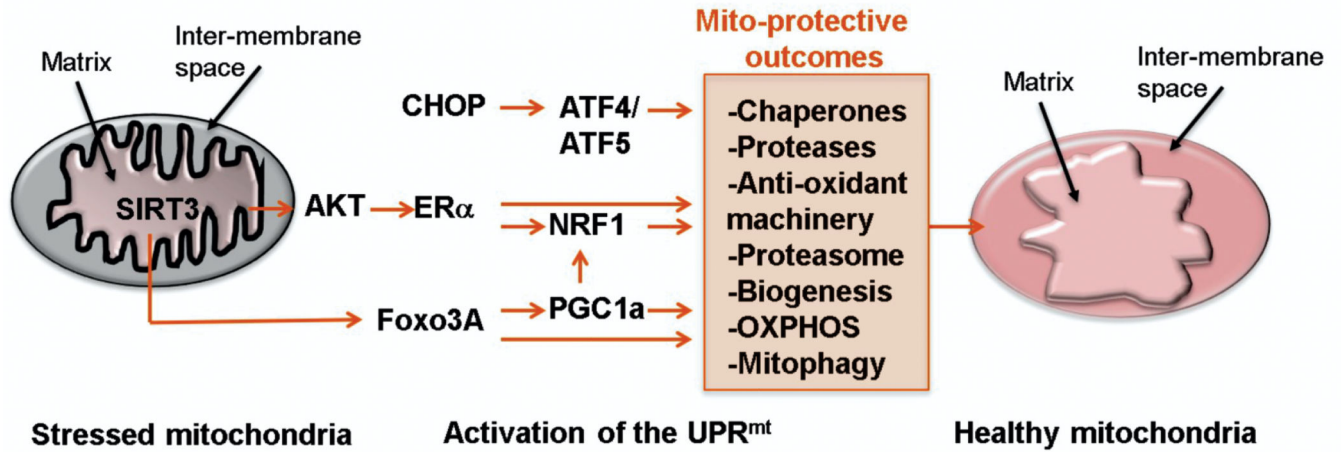 Matrix
Inter-membrane
space
SIRT3
CHOP
ATF4/
ATF5
AKT
ERα
NRF1
Foxo3A
PGC1a
Mito-protective
outcomes
-Chaperones
-Proteases
-Anti-oxidant
machinery
-Proteasome
-Biogenesis
-OXPHOS
-Mitophagy
Matrix
Inter-membrane
space
Stressed mitochondria
Activation of the UPRᵐᵗ
Healthy mitochondria